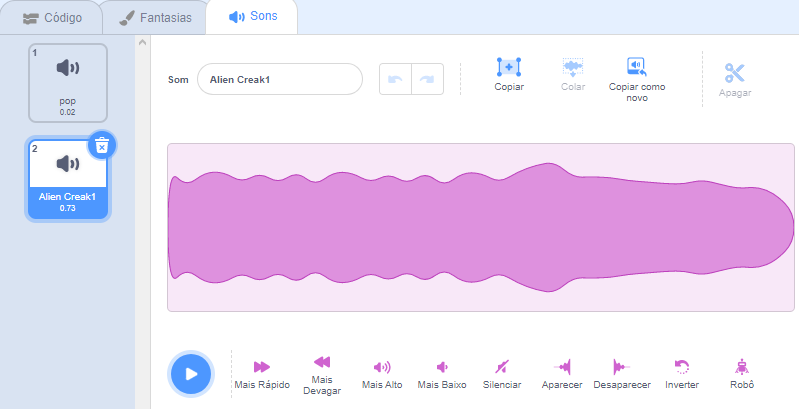 Código
Fantasias
Sons
1
pop
0.02
2
Alien Creak1
0.73
Som
Alien Creak1
Copiar
Colar
Copiar como
novo
Apagar
Mais Rápido
Mais
Devagar
Mais Alto
Mais Baixo
Silenciar
Aparecer
Desaparecer
Inverter
Robô